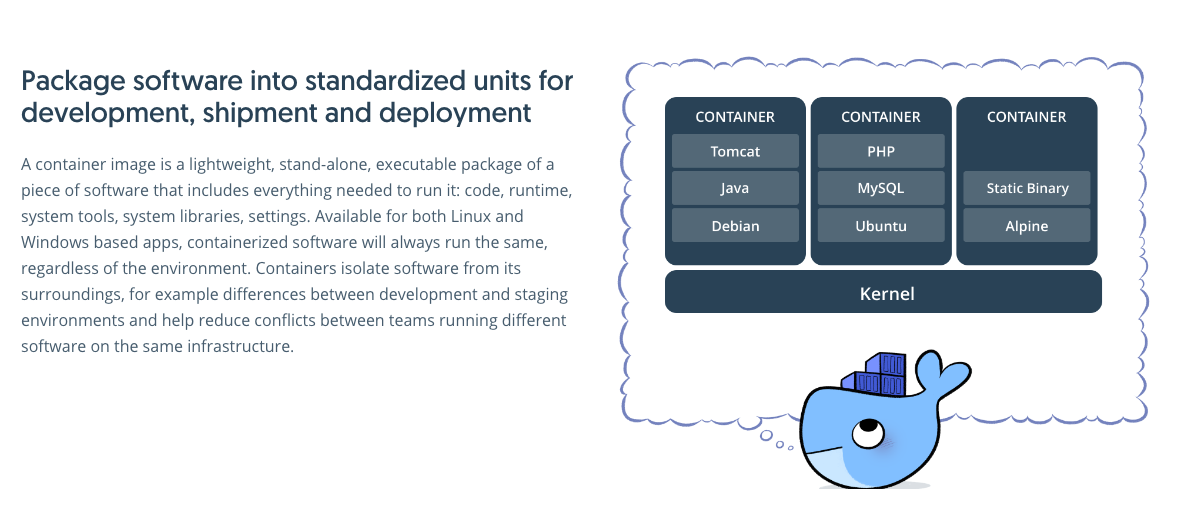 Package software into standardized units for
development, shipment and deployment
A container image is a lightweight, stand-alone, executable package of a
piece of software that includes everything needed to run it: code, runtime,
system tools, system libraries, settings. Available for both Linux and
Windows based apps, containerized software will always run the same,
regardless of the environment. Containers isolate software from its
surroundings, for example differences between development and staging
environments and help reduce conflicts between teams running different
software on the same infrastructure.
CONTAINER
Tomcat
Java
Debian
CONTAINER
PHP
MySQL
Ubuntu
CONTAINER
Static Binary
Alpine
Kernel